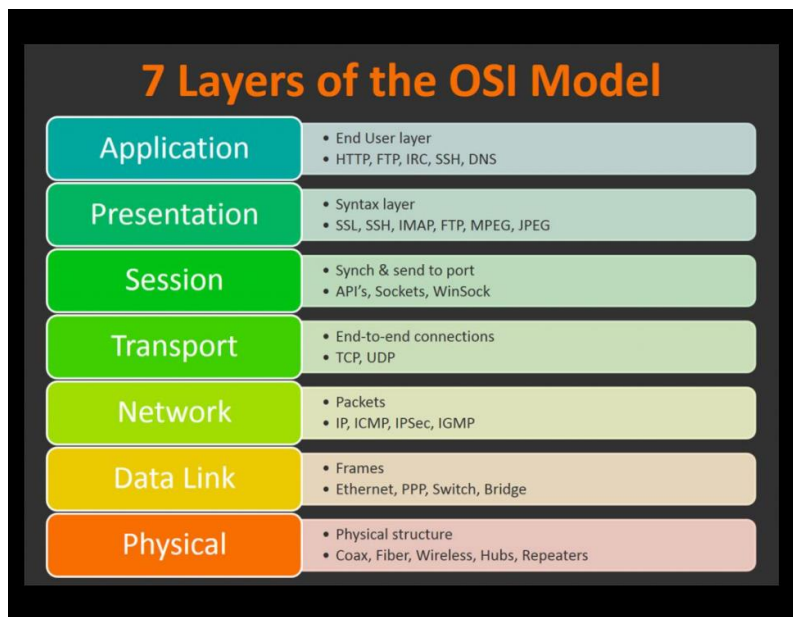 7 Layers of the OSI Model
Application
• End User layer
• HTTP, FTP, IRC, SSH, DNS
Presentation
• Syntax layer
• SSL, SSH, IMAP, FTP, MPEG, JPEG
Session
• Synch & send to port
• API's, Sockets, WinSock
Transport
• End-to-end connections
• TCP, UDP
Network
• Packets
• IP, ICMP, IPSec, IGMP
Data Link
• Frames
• Ethernet, PPP, Switch, Bridge
Physical
• Physical structure
• Coax, Fiber, Wireless, Hubs, Repeaters